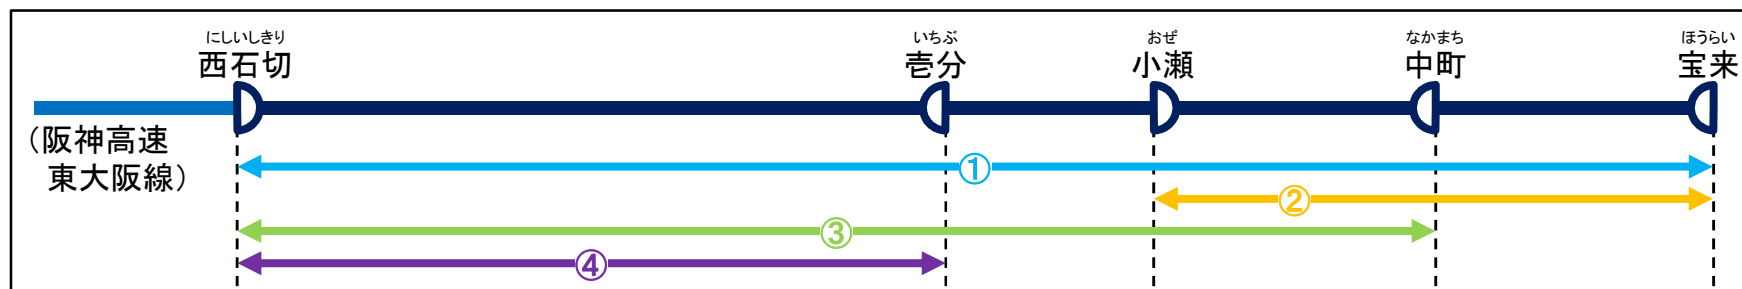 にしいしきり いちぶ おぜ なかまち ほうらい
西石切 壱分 小瀬 中町 宝来
(阪神高速
東大阪線)
①
②
③
④